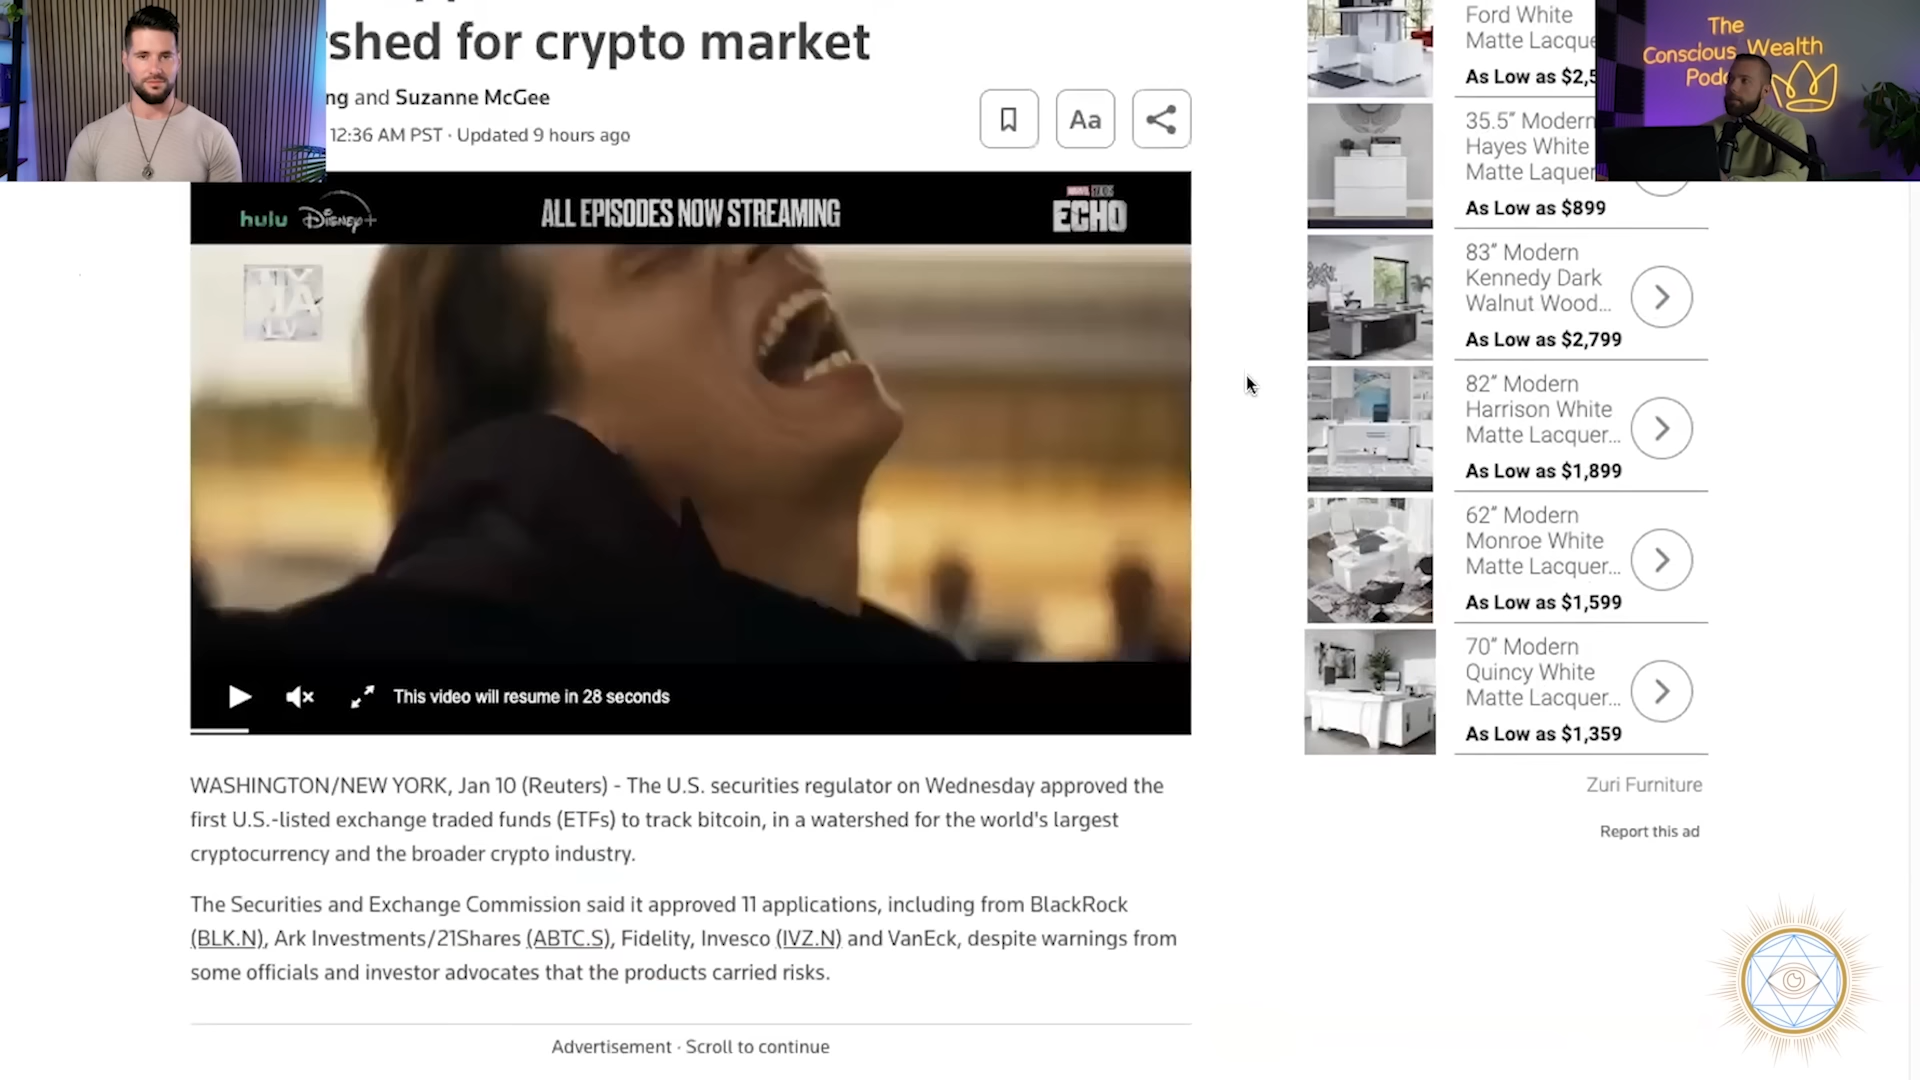 shed for crypto market
ng and Suzanne McGee
12:36 AM PST · Updated 9 hours ago
Aa
hulu Disney+
ALL EPISODES NOW STREAMING
MARVEL STUDIOS
ECHO
This video will resume in 28 seconds
WASHINGTON/NEW YORK, Jan 10 (Reuters) - The U.S. securities regulator on Wednesday approved the
first U.S.-listed exchange traded funds (ETFs) to track bitcoin, in a watershed for the world's largest
cryptocurrency and the broader crypto industry.
The Securities and Exchange Commission said it approved 11 applications, including from BlackRock
(BLK.N), Ark Investments/21Shares (ABTC.S), Fidelity, Invesco (IVZ.N) and VanEck, despite warnings from
some officials and investor advocates that the products carried risks.
Advertisement · Scroll to continue
Ford White
Matte Lacque
As Low as $2,5
35.5” Modern
Hayes White
Matte Laquer
As Low as $899
83” Modern
Kennedy Dark
Walnut Wood...
As Low as $2,799
82” Modern
Harrison White
Matte Lacquer...
As Low as $1,899
62” Modern
Monroe White
Matte Lacquer...
As Low as $1,599
70” Modern
Quincy White
Matte Lacquer...
As Low as $1,359
Zuri Furniture
Report this ad
The
Conscious Wealth
Podc